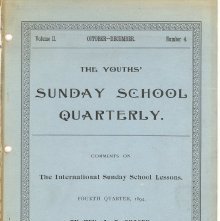 Volume II. OCTOBER—DECEMBER. Number 4.
THE YOUTHS'
SUNDAY SCHOOL
QUARTERLY.
COMMENTS ON
The International Sunday School Lessons.
FOURTH QUARTER, 1894.